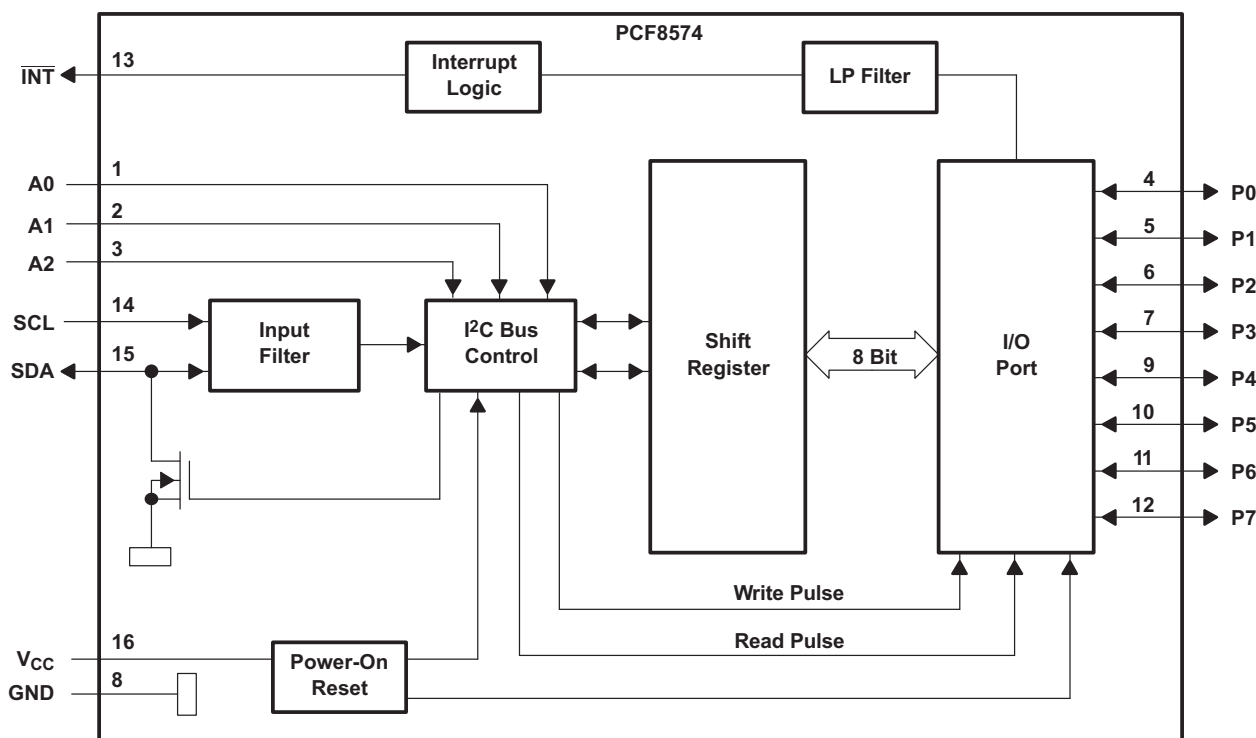 PCF8574
INT
13
Interrupt
Logic
LP Filter
A0
1
A1
2
A2
3
SCL
14
SDA
15
Input
Filter
I²C Bus
Control
Shift
Register
8 Bit
I/O
Port
4
P0
5
P1
6
P2
7
P3
9
P4
10
P5
11
P6
12
P7
Write Pulse
Read Pulse
VCC
16
GND
8
Power-On
Reset